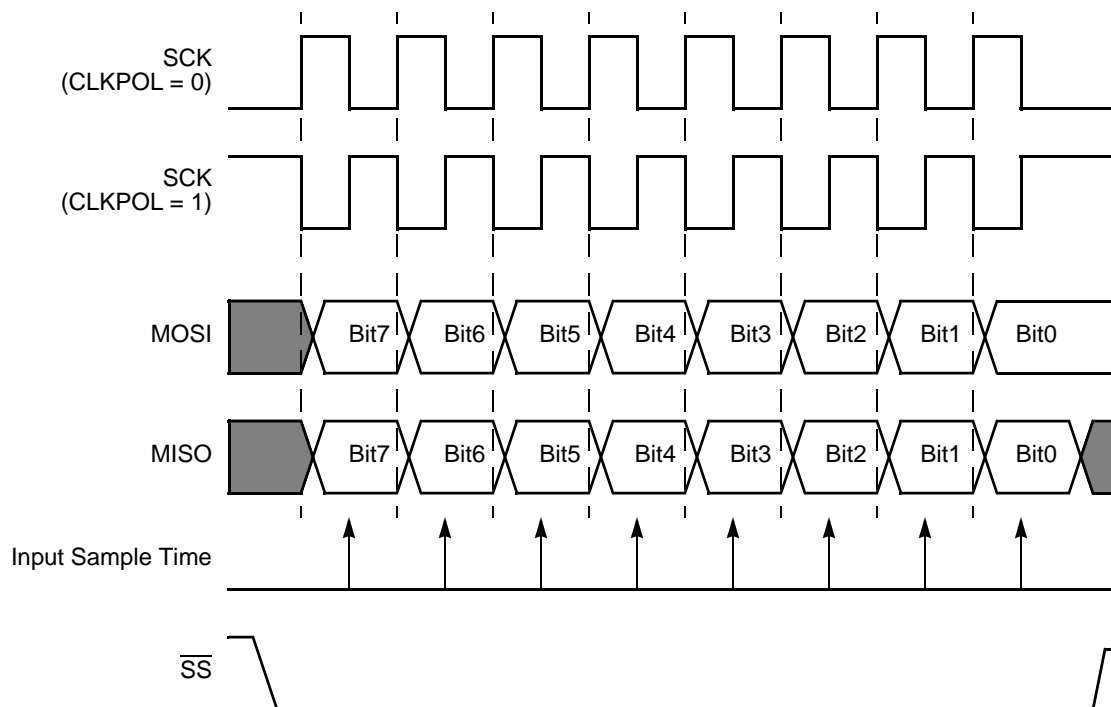 SCK
(CLKPOL = 0)
SCK
(CLKPOL = 1)
MOSI Bit7 Bit6 Bit5 Bit4 Bit3 Bit2 Bit1 Bit0
MISO Bit7 Bit6 Bit5 Bit4 Bit3 Bit2 Bit1 Bit0
Input Sample Time
SS